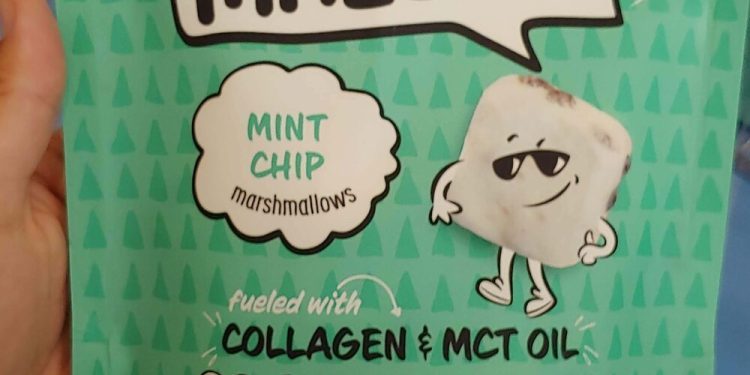 MINT
CHIP
marshmallows
fueled with
COLLAGEN & MCT OIL